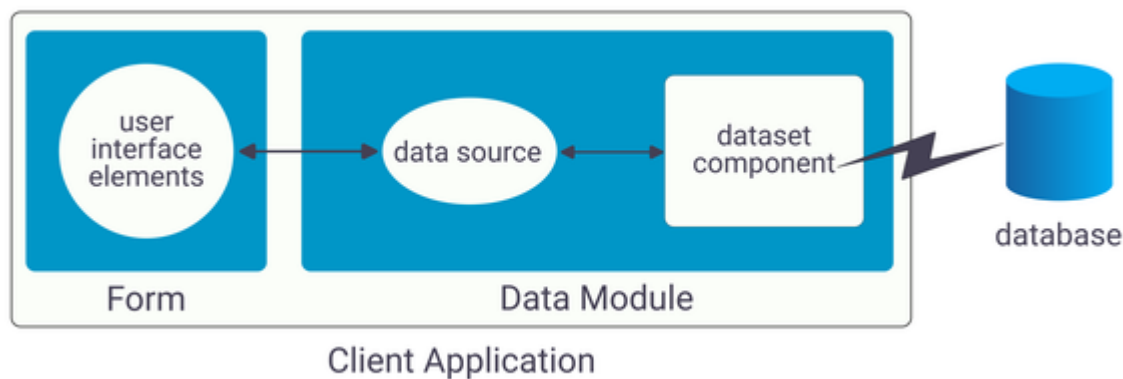 user
interface
elements
data source
dataset
component
database
Form
Data Module
Client Application